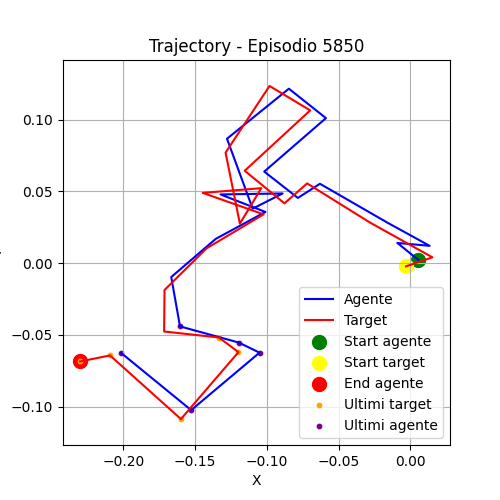 Trajectory - Episodio 5850
0.10
0.05
0.00
−0.05
−0.10
−0.20
−0.15
−0.10
−0.05
0.00
X
Agente
Target
Start agente
Start target
End agente
Ultimi target
Ultimi agente